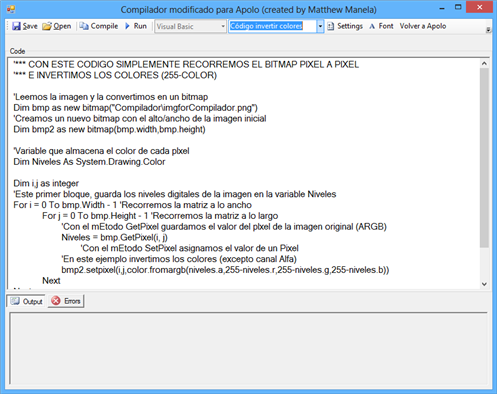 Compilador modificado para Apolo (created by Matthew Manela)
Save Open Compile Run Visual Basic Código invertir colores Settings A Font Volver a Apolo
Code
'*** CON ESTE CODIGO SIMPLEMENTE RECORREMOS EL BITMAP PIXEL A PIXEL
'*** E INVERTIMOS LOS COLORES (255-COLOR)
'Leemos la imagen y la convertimos en un bitmap
Dim bmp as new bitmap("Compilador\imgforCompilador.png")
'Creamos un nuevo bitmap con el alto/ancho de la imagen inicial
Dim bmp2 as new bitmap(bmp.width,bmp.height)
'Variable que almacena el color de cada pIxel
Dim Niveles As System.Drawing.Color
Dim i,j as integer
'Este primer bloque, guarda los niveles digitales de la imagen en la variable Niveles
For i = 0 To bmp.Width - 1 'Recorremos la matriz a lo ancho
For j = 0 To bmp.Height - 1 'Recorremos la matriz a lo largo
'Con el mEtodo GetPixel guardamos el valor del pIxel de la imagen original (ARGB)
Niveles = bmp.GetPixel(i, j)
'Con el mEtodo SetPixel asignamos el valor de un Pixel
'En este ejemplo invertimos los colores (excepto canal Alfa)
bmp2.setpixel(i,j,color.fromargb(niveles.a,255-niveles.r,255-niveles.g,255-niveles.b))
Next
Output Errors